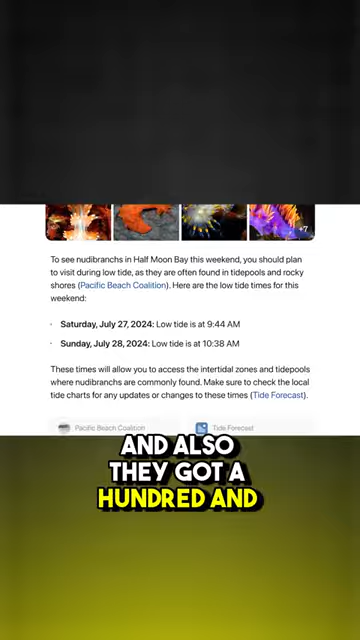 +7
To see nudibranchs in Half Moon Bay this weekend, you should plan
to visit during low tide, as they are often found in tidepools and rocky
shores (Pacific Beach Coalition). Here are the low tide times for this
weekend:
• Saturday, July 27, 2024: Low tide is at 9:44 AM
• Sunday, July 28, 2024: Low tide is at 10:38 AM
These times will allow you to access the intertidal zones and tidepools
where nudibranchs are commonly found. Make sure to check the local
tide charts for any updates or changes to these times (Tide Forecast).
Pacific Beach Coalition Tide Forecast
AND ALSO
THEY GOT A
HUNDRED AND